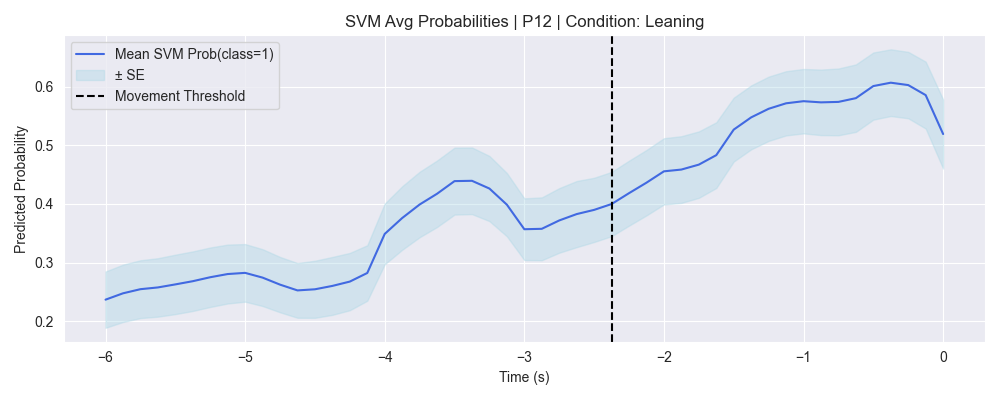 SVM Avg Probabilities | P12 | Condition: Leaning
Mean SVM Prob(class=1)
± SE
Movement Threshold
Predicted Probability
0.6
0.5
0.4
0.3
0.2
−6
−5
−4
−3
−2
−1
0
Time (s)